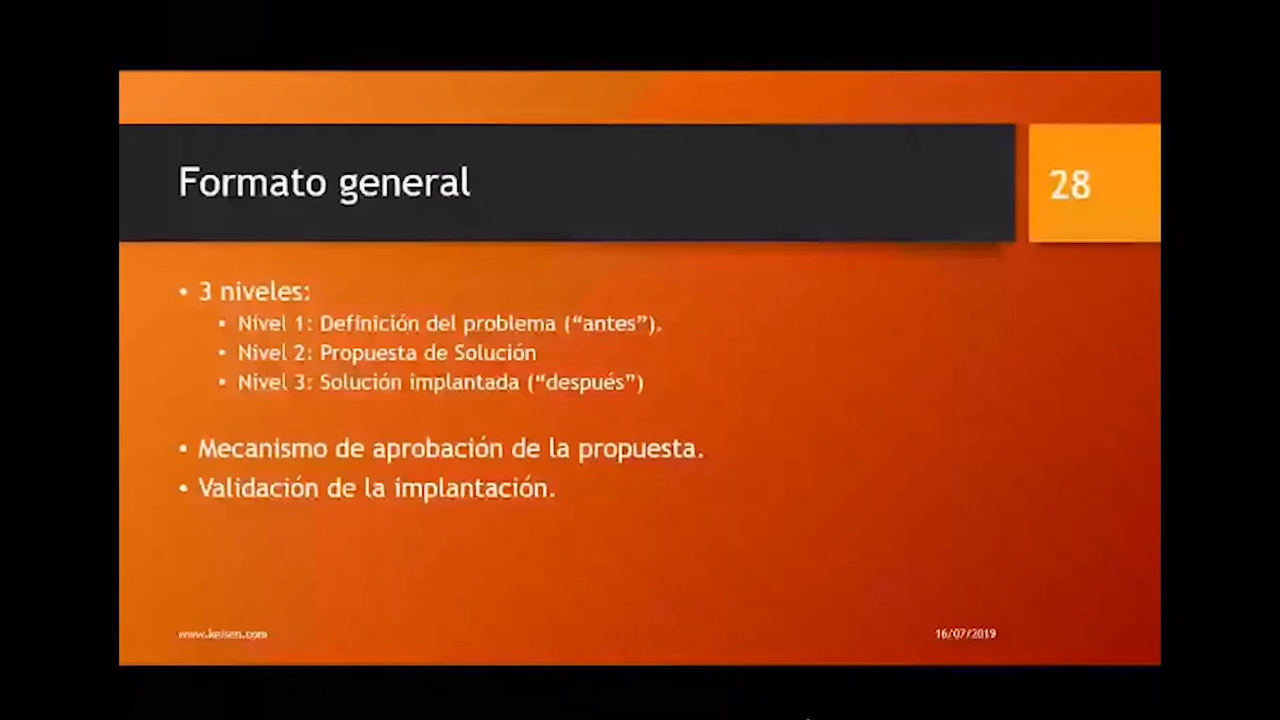 Formato general
28
• 3 niveles:
• Nivel 1: Definición del problema (“antes”).
• Nivel 2: Propuesta de Solución
• Nivel 3: Solución implantada (“después”)
• Mecanismo de aprobación de la propuesta.
• Validación de la implantación.
www.keisen.com
16/07/2019